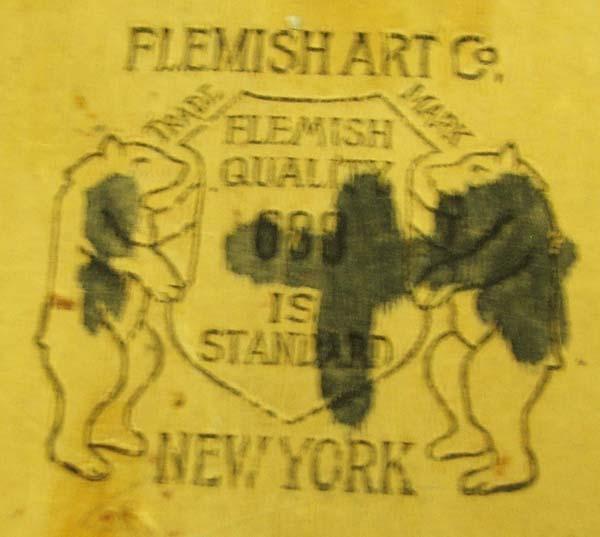 FLEMISH ART Co.
TRADE MARK
FLEMISH
QUALITY
IS
STANDARD
NEW YORK